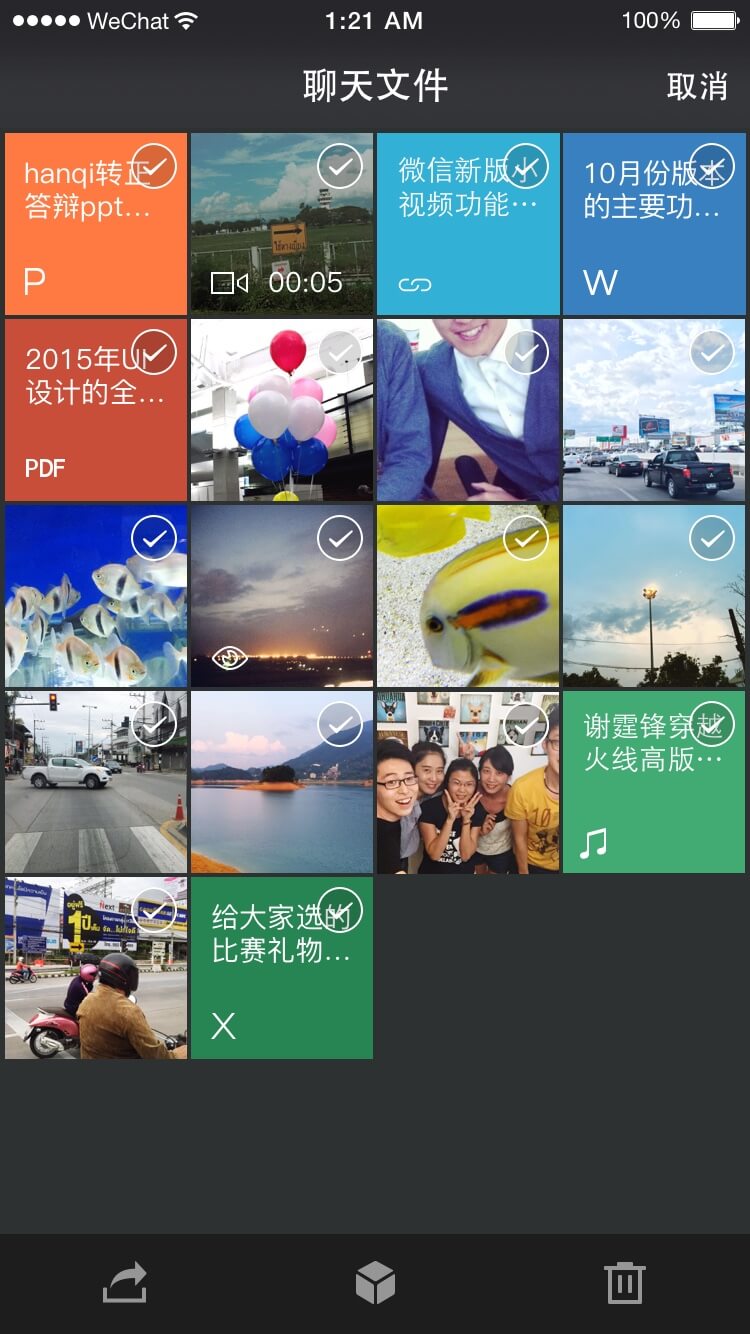 WeChat
1:21 AM
100%
聊天文件
取消
hanqi转正
答辩ppt...
P
00:05
微信新版小
视频功能...
10月份版本
的主要功...
W
2015年UI
设计的全...
PDF
谢霆锋穿越
火线高版...
Next
1ปี
给大家选的
比赛礼物...
X